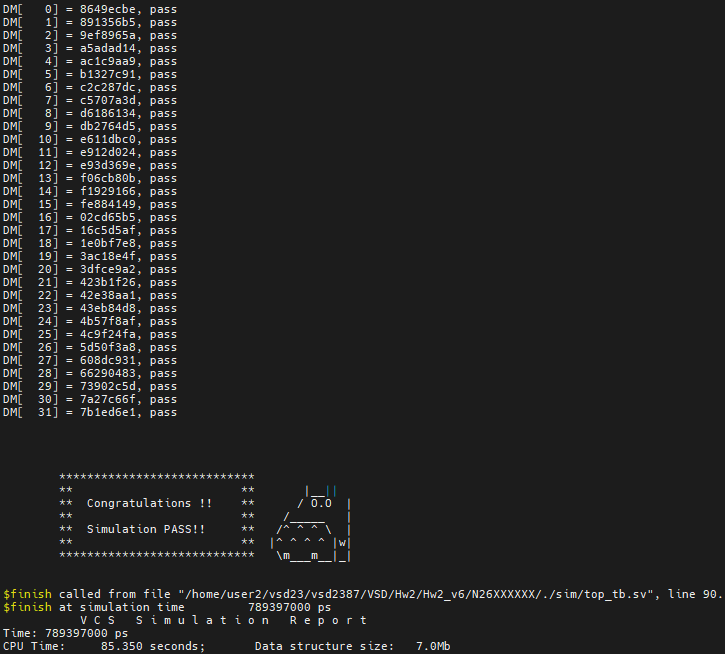 DM[   0] = 8649ecbe, pass
DM[   1] = 891356b5, pass
DM[   2] = 9ef8965a, pass
DM[   3] = a5adad14, pass
DM[   4] = ac1c9aa9, pass
DM[   5] = b1327c91, pass
DM[   6] = c2c287dc, pass
DM[   7] = c5707a3d, pass
DM[   8] = d6186134, pass
DM[   9] = db2764d5, pass
DM[  10] = e611dbc0, pass
DM[  11] = e912d024, pass
DM[  12] = e93d369e, pass
DM[  13] = f06cb80b, pass
DM[  14] = f1929166, pass
DM[  15] = fe884149, pass
DM[  16] = 02cd65b5, pass
DM[  17] = 16c5d5af, pass
DM[  18] = 1e0bf7e8, pass
DM[  19] = 3ac18e4f, pass
DM[  20] = 3dfce9a2, pass
DM[  21] = 423b1f26, pass
DM[  22] = 42e38aa1, pass
DM[  23] = 43eb84d8, pass
DM[  24] = 4b57f8af, pass
DM[  25] = 4c9f24fa, pass
DM[  26] = 5d50f3a8, pass
DM[  27] = 608dc931, pass
DM[  28] = 66290483, pass
DM[  29] = 73902c5d, pass
DM[  30] = 7a27c66f, pass
DM[  31] = 7b1ed6e1, pass
        ****************************
        **                        **       |__||
        **  Congratulations !!    **      / O.O  |
        **                        **    /_____   |
        **  Simulation PASS!!     **   /^ ^ ^ \  |
        **                        **  |^ ^ ^ ^ |w|
        ****************************   \m___m__|_|
$finish called from file "/home/user2/vsd23/vsd2387/VSD/Hw2/Hw2_v6/N26XXXXXX/./sim/top_tb.sv", line 90.
$finish at simulation time         789397000 ps
           V C S   S i m u l a t i o n   R e p o r t
Time: 789397000 ps
CPU Time:     85.350 seconds;       Data structure size:   7.0Mb